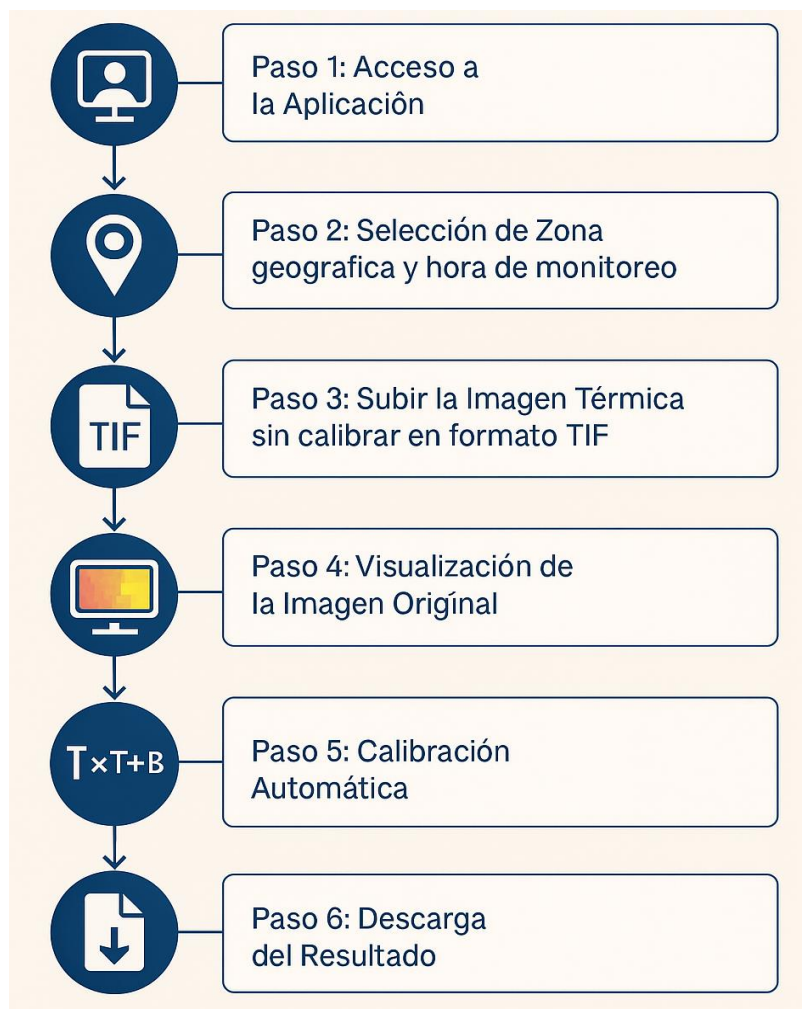 Paso 1: Acceso a
la Aplicaciôn
Paso 2: Selección de Zona
geografica y hora de monitoreo
TIF
Paso 3: Subir la Imagen Térmica
sin calibrar en formato TIF
Paso 4: Visualización de
la Imagen Orígínal
T×T+B
Paso 5: Calibración
Automática
Paso 6: Descarga
del Resultado